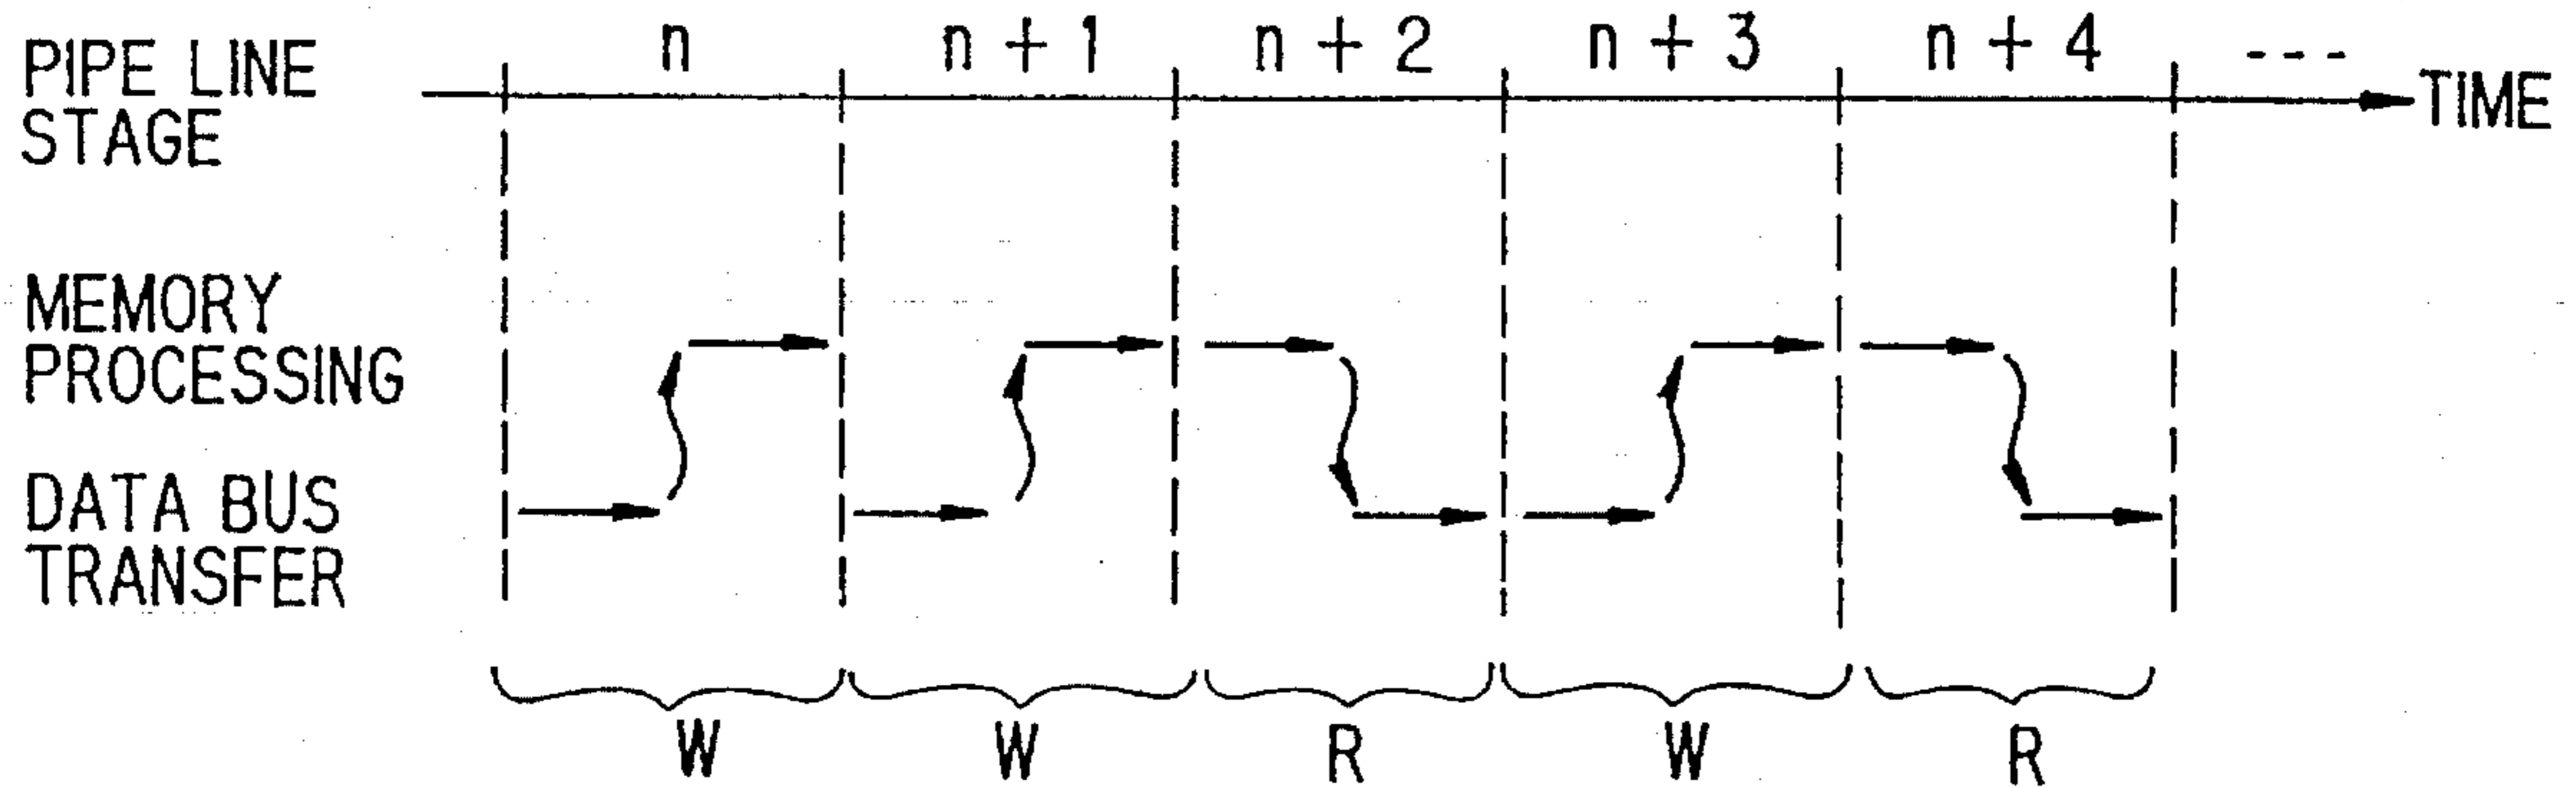 PIPE LINE
STAGE
n
n + 1
n + 2
n + 3
n + 4
---
TIME
MEMORY
PROCESSING
DATA BUS
TRANSFER
W
W
R
W
R